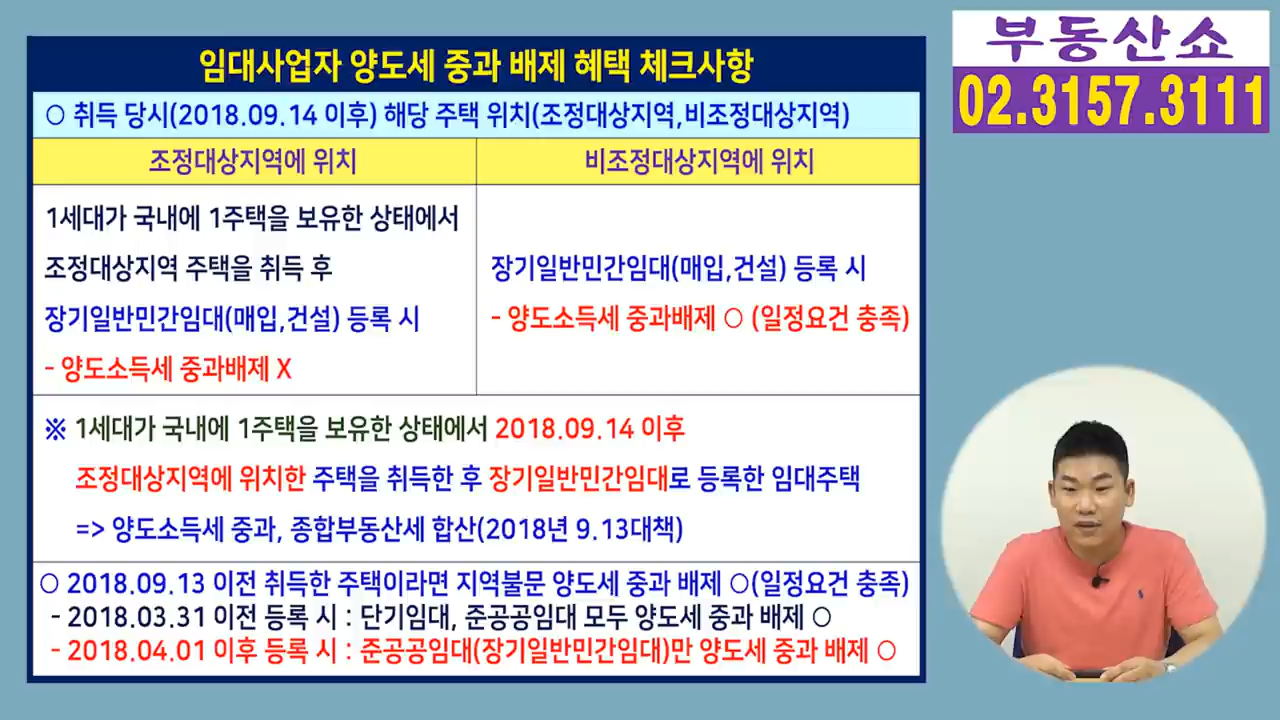 임대사업자 양도세 중과 배제 혜택 체크사항
부동산쇼
02.3157.3111
○ 취득 당시(2018.09.14 이후) 해당 주택 위치(조정대상지역,비조정대상지역)
조정대상지역에 위치
비조정대상지역에 위치
1세대가 국내에 1주택을 보유한 상태에서
조정대상지역 주택을 취득 후
장기일반민간임대(매입,건설) 등록 시
- 양도소득세 중과배제 X
장기일반민간임대(매입,건설) 등록 시
- 양도소득세 중과배제 ○ (일정요건 충족)
※ 1세대가 국내에 1주택을 보유한 상태에서 2018.09.14 이후
조정대상지역에 위치한 주택을 취득한 후 장기일반민간임대로 등록한 임대주택
=> 양도소득세 중과, 종합부동산세 합산(2018년 9.13대책)
○ 2018.09.13 이전 취득한 주택이라면 지역불문 양도세 중과 배제 ○(일정요건 충족)
- 2018.03.31 이전 등록 시 : 단기임대, 준공공임대 모두 양도세 중과 배제 ○
- 2018.04.01 이후 등록 시 : 준공공임대(장기일반민간임대)만 양도세 중과 배제 ○